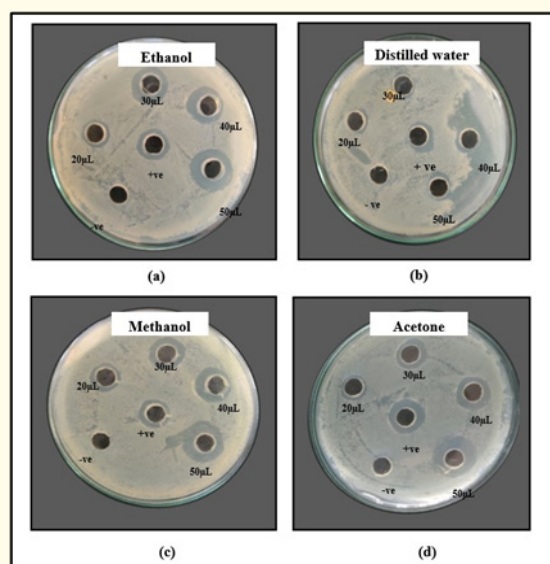 Ethanol
30µL
40µL
20µL
+ve
50µL
-ve
(a)
Distilled water
30µL
20µL
+ ve
40µL
- ve
50µL
(b)
Methanol
30µL
20µL
40µL
+ve
-ve
50µL
(c)
Acetone
30µL
20µL
40µL
+ve
-ve
50µL
(d)